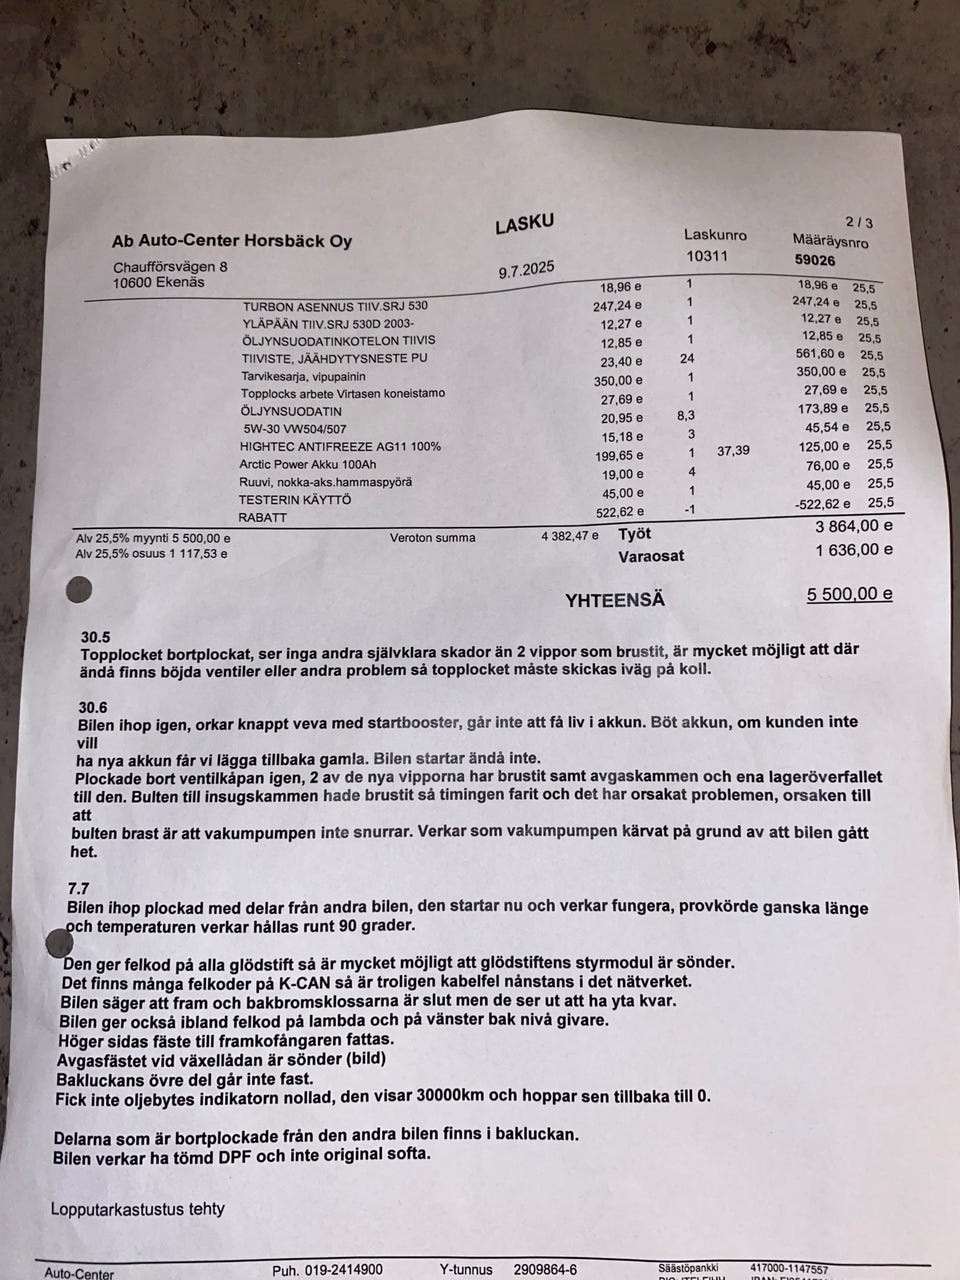 LASKU
2 / 3
Ab Auto-Center Horsbäck Oy
Laskunro
Määräysnro
Chaufförsvägen 8
10311
59026
10600 Ekenäs
9.7.2025
18,96 e 1 18,96 e 25,5
TURBON ASENNUS TIIV.SRJ 530 247,24 e 1 247,24 e 25,5
YLÄPÄÄN TIIV.SRJ 530D 2003- 12,27 e 1 12,27 e 25,5
ÖLJYNSUODATINKOTELON TIIVIS 12,85 e 1 12,85 e 25,5
TIIVISTE, JÄÄHDYTYSNESTE PU 23,40 e 24 561,60 e 25,5
Tarvikesarja, vipupainin 350,00 e 1 350,00 e 25,5
Topplocks arbete Virtasen koneistamo 27,69 e 1 27,69 e 25,5
ÖLJYNSUODATIN 20,95 e 8,3 173,89 e 25,5
5W-30 VW504/507 15,18 e 3 45,54 e 25,5
HIGHTEC ANTIFREEZE AG11 100% 199,65 e 1 37,39 125,00 e 25,5
Arctic Power Akku 100Ah 19,00 e 4 76,00 e 25,5
Ruuvi, nokka-aks.hammaspyörä 45,00 e 1 45,00 e 25,5
TESTERIN KÄYTTÖ 522,62 e -1 -522,62 e 25,5
RABATT
Alv 25,5% myynti 5 500,00 e Veroton summa 4 382,47 e Työt 3 864,00 e
Alv 25,5% osuus 1 117,53 e Varaosat 1 636,00 e
YHTEENSÄ 5 500,00 e
30.5
Topplocket bortplockat, ser inga andra självklara skador än 2 vippor som brustit, är mycket möjligt att där
ändå finns böjda ventiler eller andra problem så topplocket måste skickas iväg på koll.
30.6
Bilen ihop igen, orkar knappt veva med startbooster, går inte att få liv i akkun. Böt akkun, om kunden inte
vill
ha nya akkun får vi lägga tillbaka gamla. Bilen startar ändå inte.
Plockade bort ventilkåpan igen, 2 av de nya vipporna har brustit samt avgaskammen och ena lageröverfallet
till den. Bulten till insugskammen hade brustit så timingen farit och det har orsakat problemen, orsaken till
att
bulten brast är att vakumpumpen inte snurrar. Verkar som vakumpumpen kärvat på grund av att bilen gått
het.
7.7
Bilen ihop plockad med delar från andra bilen, den startar nu och verkar fungera, provkörde ganska länge
och temperaturen verkar hållas runt 90 grader.
Den ger felkod på alla glödstift så är mycket möjligt att glödstiftens styrmodul är sönder.
Det finns många felkoder på K-CAN så är troligen kabelfel nånstans i det nätverket.
Bilen säger att fram och bakbromsklossarna är slut men de ser ut att ha yta kvar.
Bilen ger också ibland felkod på lambda och på vänster bak nivå givare.
Höger sidas fäste till framkofångaren fattas.
Avgasfästet vid växellådan är sönder (bild)
Bakluckans övre del går inte fast.
Fick inte oljebytes indikatorn nollad, den visar 30000km och hoppar sen tillbaka till 0.
Delarna som är bortplockade från den andra bilen finns i bakluckan.
Bilen verkar ha tömd DPF och inte original softa.
Lopputarkastustus tehty
Auto-Center Puh. 019-2414900 Y-tunnus 2909864-6 Säästöpankki 417000-1147557